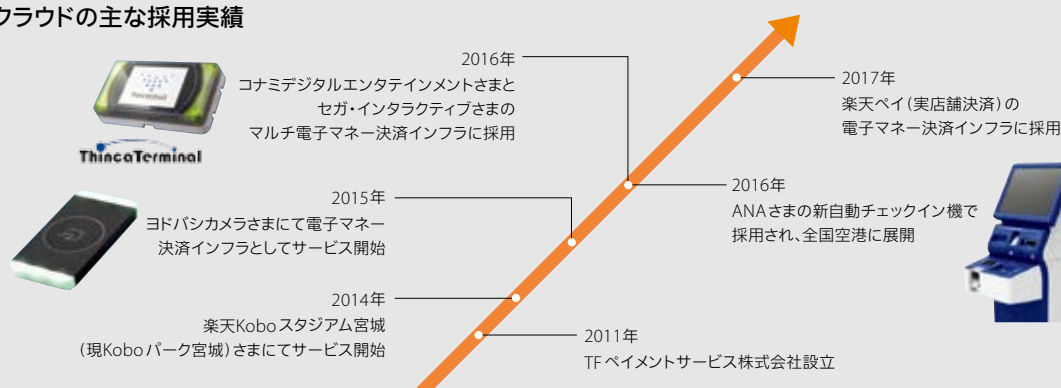 クラウドの主な採用実績
2016年
コナミデジタルエンタテインメントさまと
セガ・インタラクティブさまの
マルチ電子マネー決済インフラに採用
ThincaTerminal
2017年
楽天ペイ(実店舗決済)の
電子マネー決済インフラに採用
2016年
ANAさまの新自動チェックイン機で
採用され、全国空港に展開
2015年
ヨドバシカメラさまにて電子マネー
決済インフラとしてサービス開始
2014年
楽天Koboスタジアム宮城
(現Koboパーク宮城)さまにてサービス開始
2011年
TFペイメントサービス株式会社設立